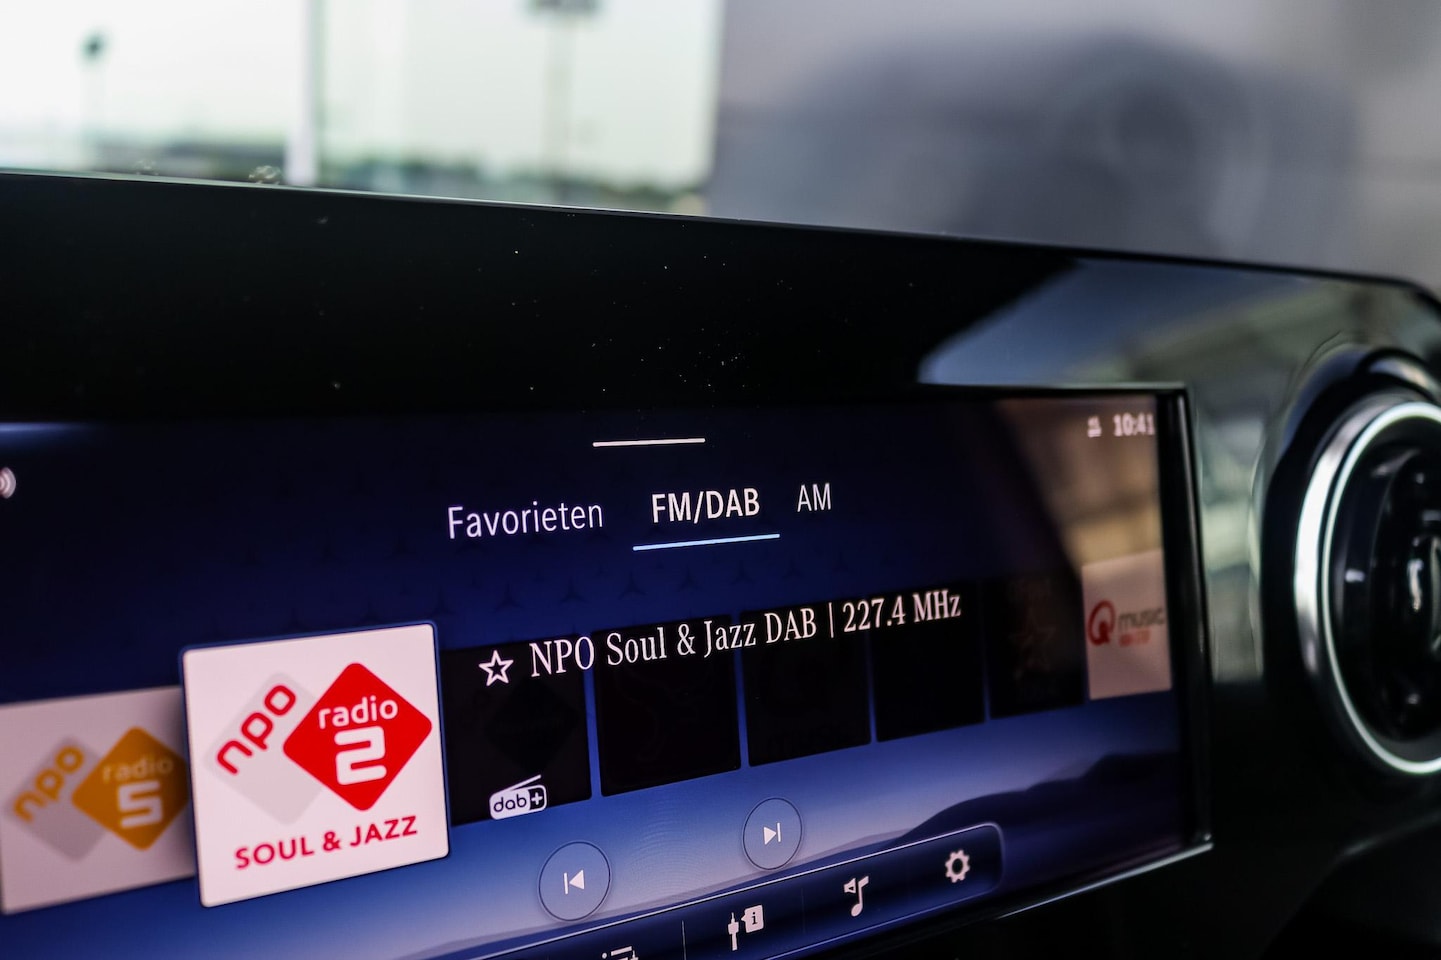 10:41
Favorieten FM/DAB AM
NPO Soul & Jazz DAB | 227.4 MHz
npo radio 5
npo radio 2
SOUL & JAZZ
dab+
Q music
i